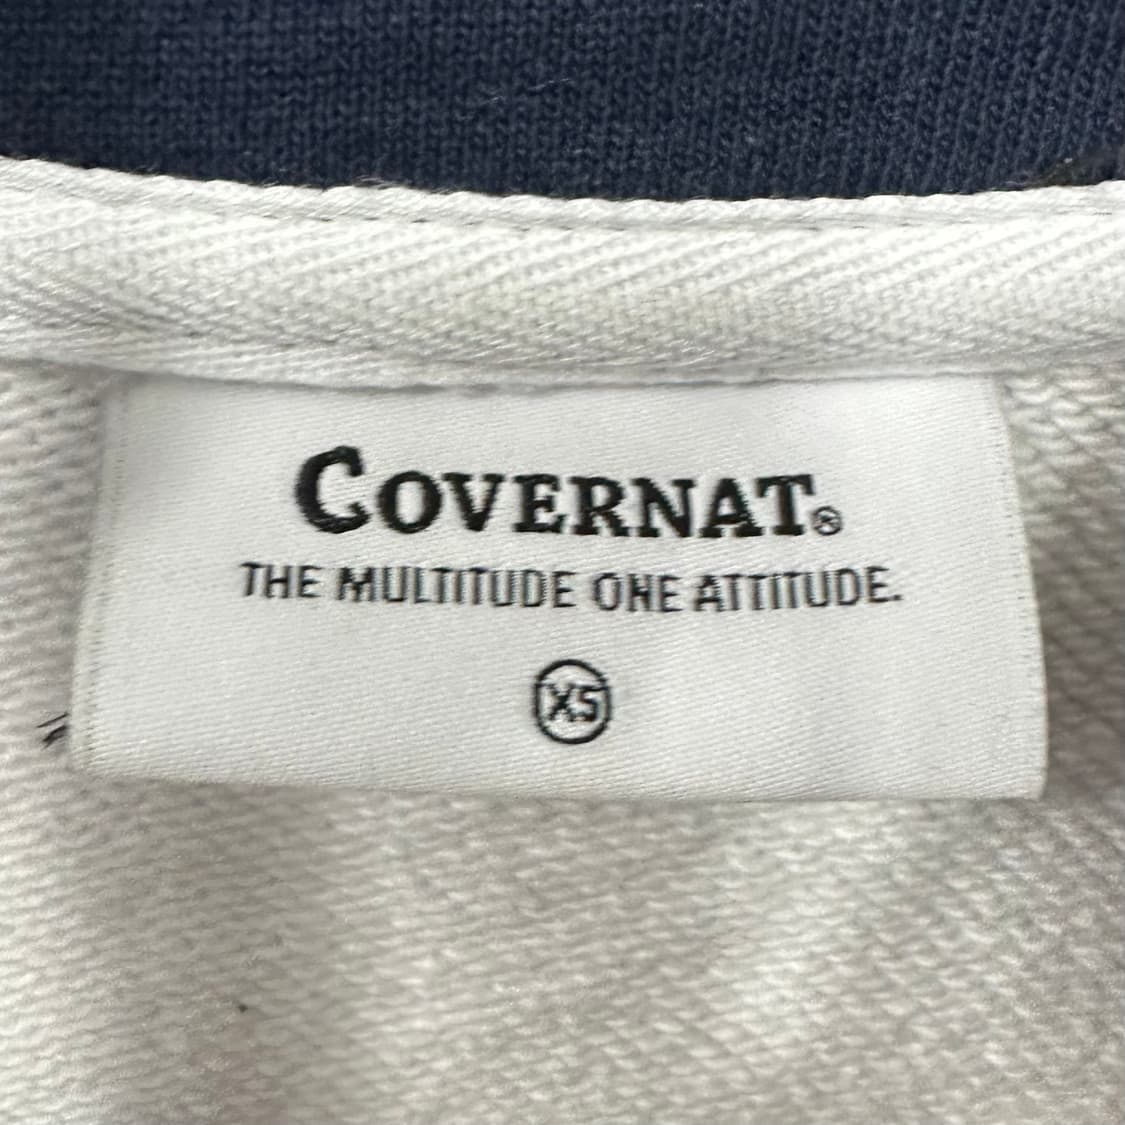 COVERNAT®
THE MULTITUDE ONE ATTITUDE.
XS